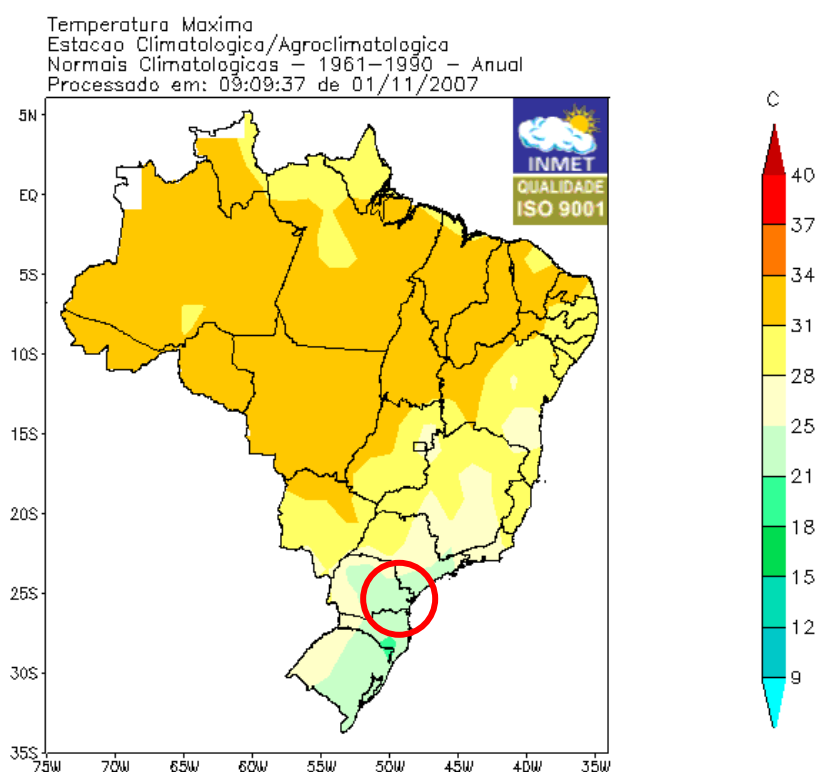 Temperatura Maxima
Estacao Climatologica/Agroclimatologica
Normais Climatologicas – 1961–1990 – Anual
Processado em: 09:09:37 de 01/11/2007
INMET
QUALIDADE
ISO 9001
5N
EQ
5S
10S
15S
20S
25S
30S
35S
75W 70W 65W 60W 55W 50W 45W 40W 35W
C
40
37
34
31
28
25
21
18
15
12
9